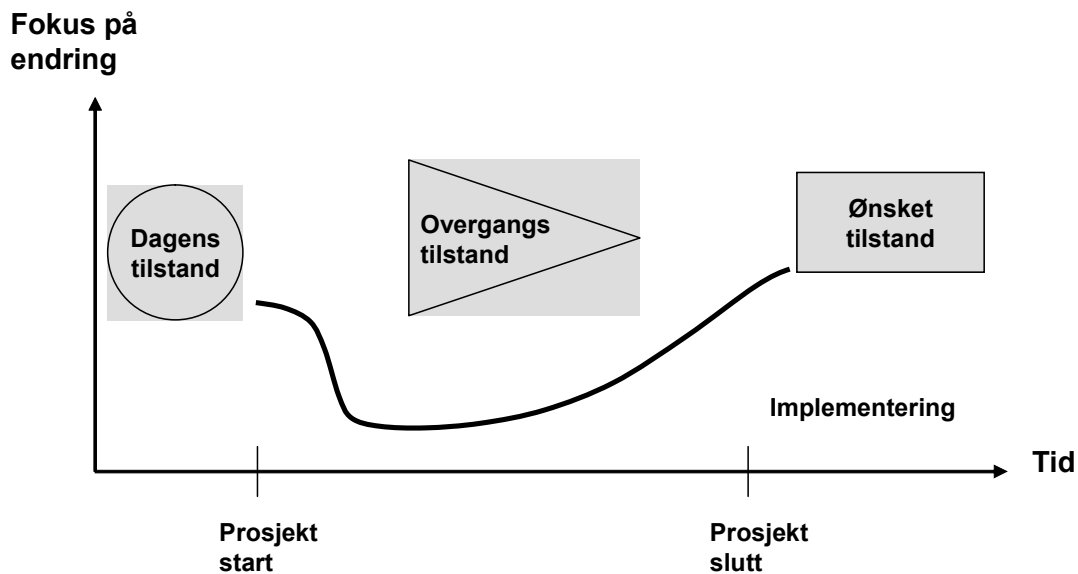 Fokus på
endring
Dagens
tilstand
Overgangs
tilstand
Ønsket
tilstand
Implementering
Tid
Prosjekt
start
Prosjekt
slutt